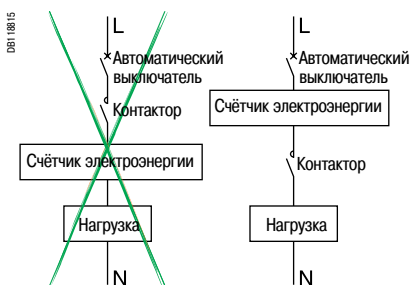 DB118815
L
Автоматический
выключатель
Контактор
Счётчик электроэнергии
Нагрузка
N
L
Автоматический
выключатель
Счётчик электроэнергии
Контактор
Нагрузка
N